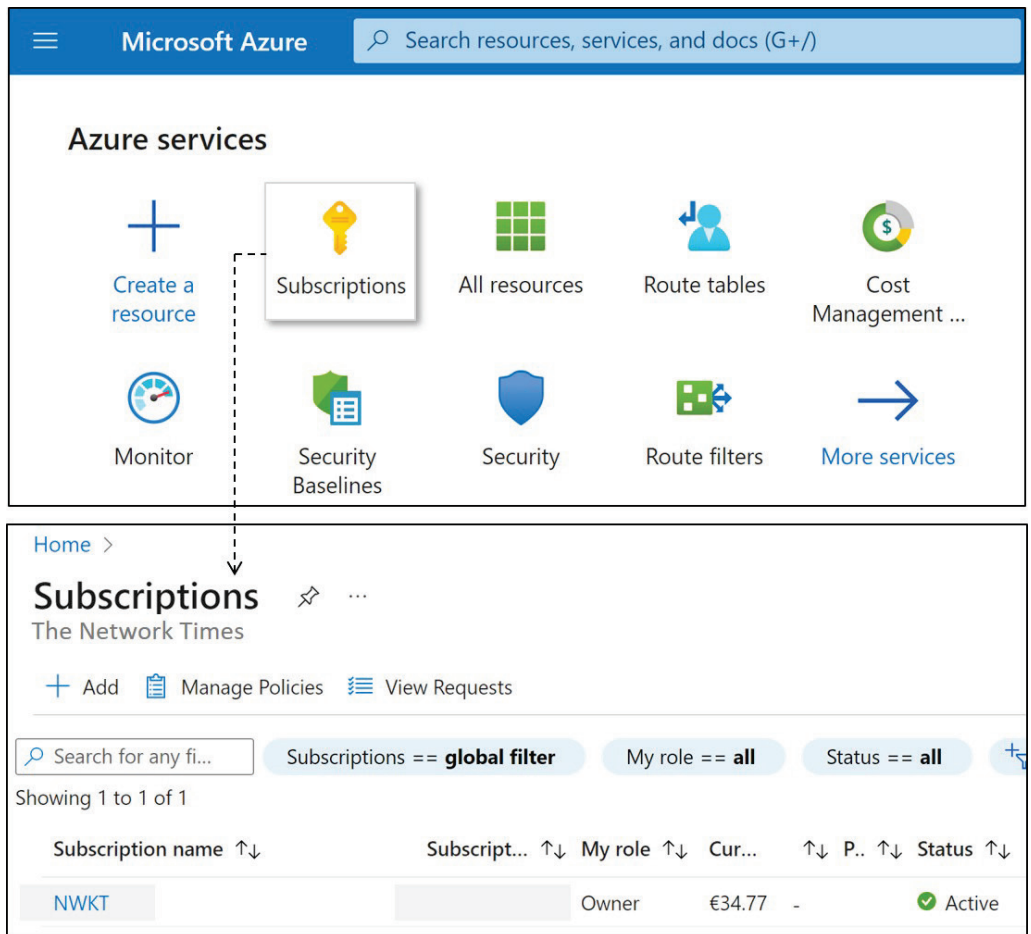 Microsoft Azure
Search resources, services, and docs (G+/)
Azure services
Create a resource
Subscriptions
All resources
Route tables
Cost Management ...
Monitor
Security Baselines
Security
Route filters
More services
Home >
Subscriptions ...
The Network Times
+ Add Manage Policies View Requests
Search for any fi... Subscriptions == global filter My role == all Status == all
Showing 1 to 1 of 1
Subscription name ↑↓ Subscript... ↑↓ My role ↑↓ Cur... ↑↓ P.. ↑↓ Status ↑↓
NWKT Owner €34.77 - Active